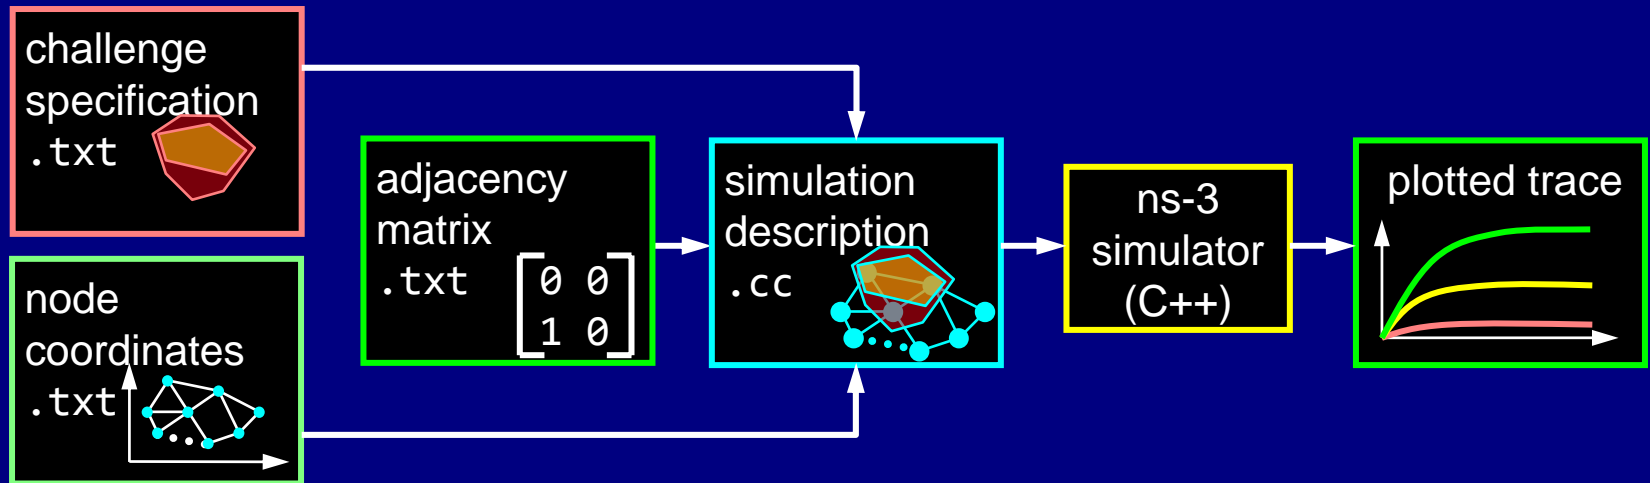 challenge
specification
.txt
node
coordinates
.txt
adjacency
matrix
.txt
0 0
1 0
simulation
description
.cc
ns-3
simulator
(C++)
plotted trace